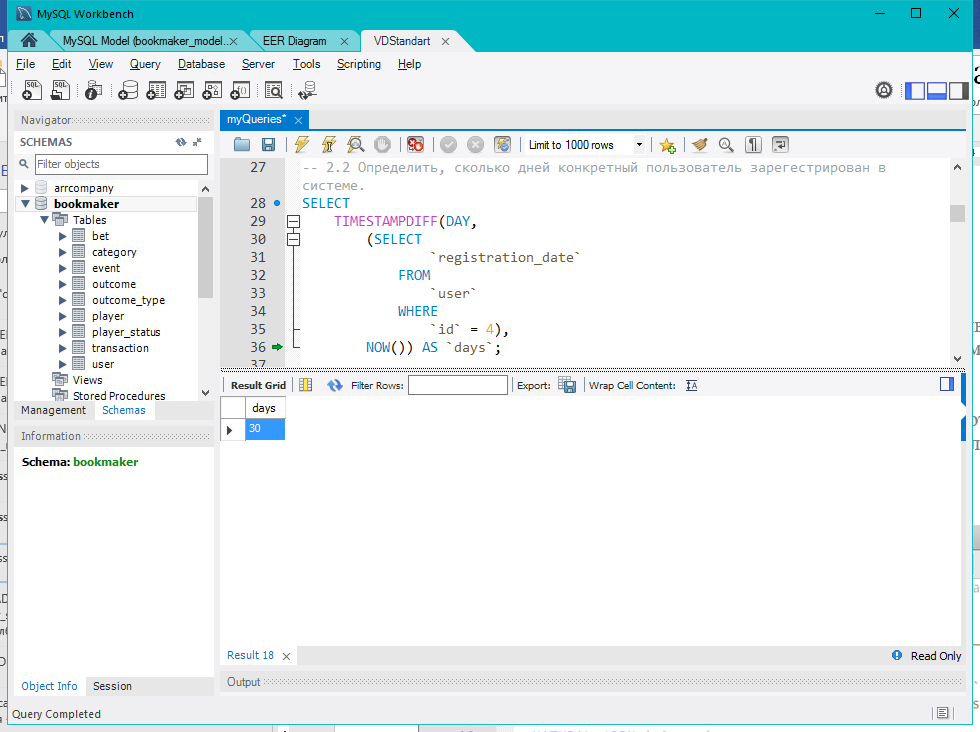 MySQL Workbench
MySQL Model (bookmaker_model.. EER Diagram VDStandart
File Edit View Query Database Server Tools Scripting Help
Navigator
SCHEMAS
Filter objects
arrcompany
bookmaker
Tables
bet
category
event
outcome
outcome_type
player
player_status
transaction
user
Views
Stored Procedures
Management Schemas
Information
Schema: bookmaker
Object Info Session
myQueries*
Limit to 1000 rows
27 -- 2.2 Определить, сколько дней конкретный пользователь зарегестрирован в
системе.
28 SELECT
29 TIMESTAMPDIFF(DAY,
30 (SELECT
31 `registration_date`
32 FROM
33 `user`
34 WHERE
35 `id` = 4),
36 NOW()) AS `days`;
37
Result Grid Filter Rows: Export: Wrap Cell Content:
days
30
Result 18 Read Only
Output
Query Completed